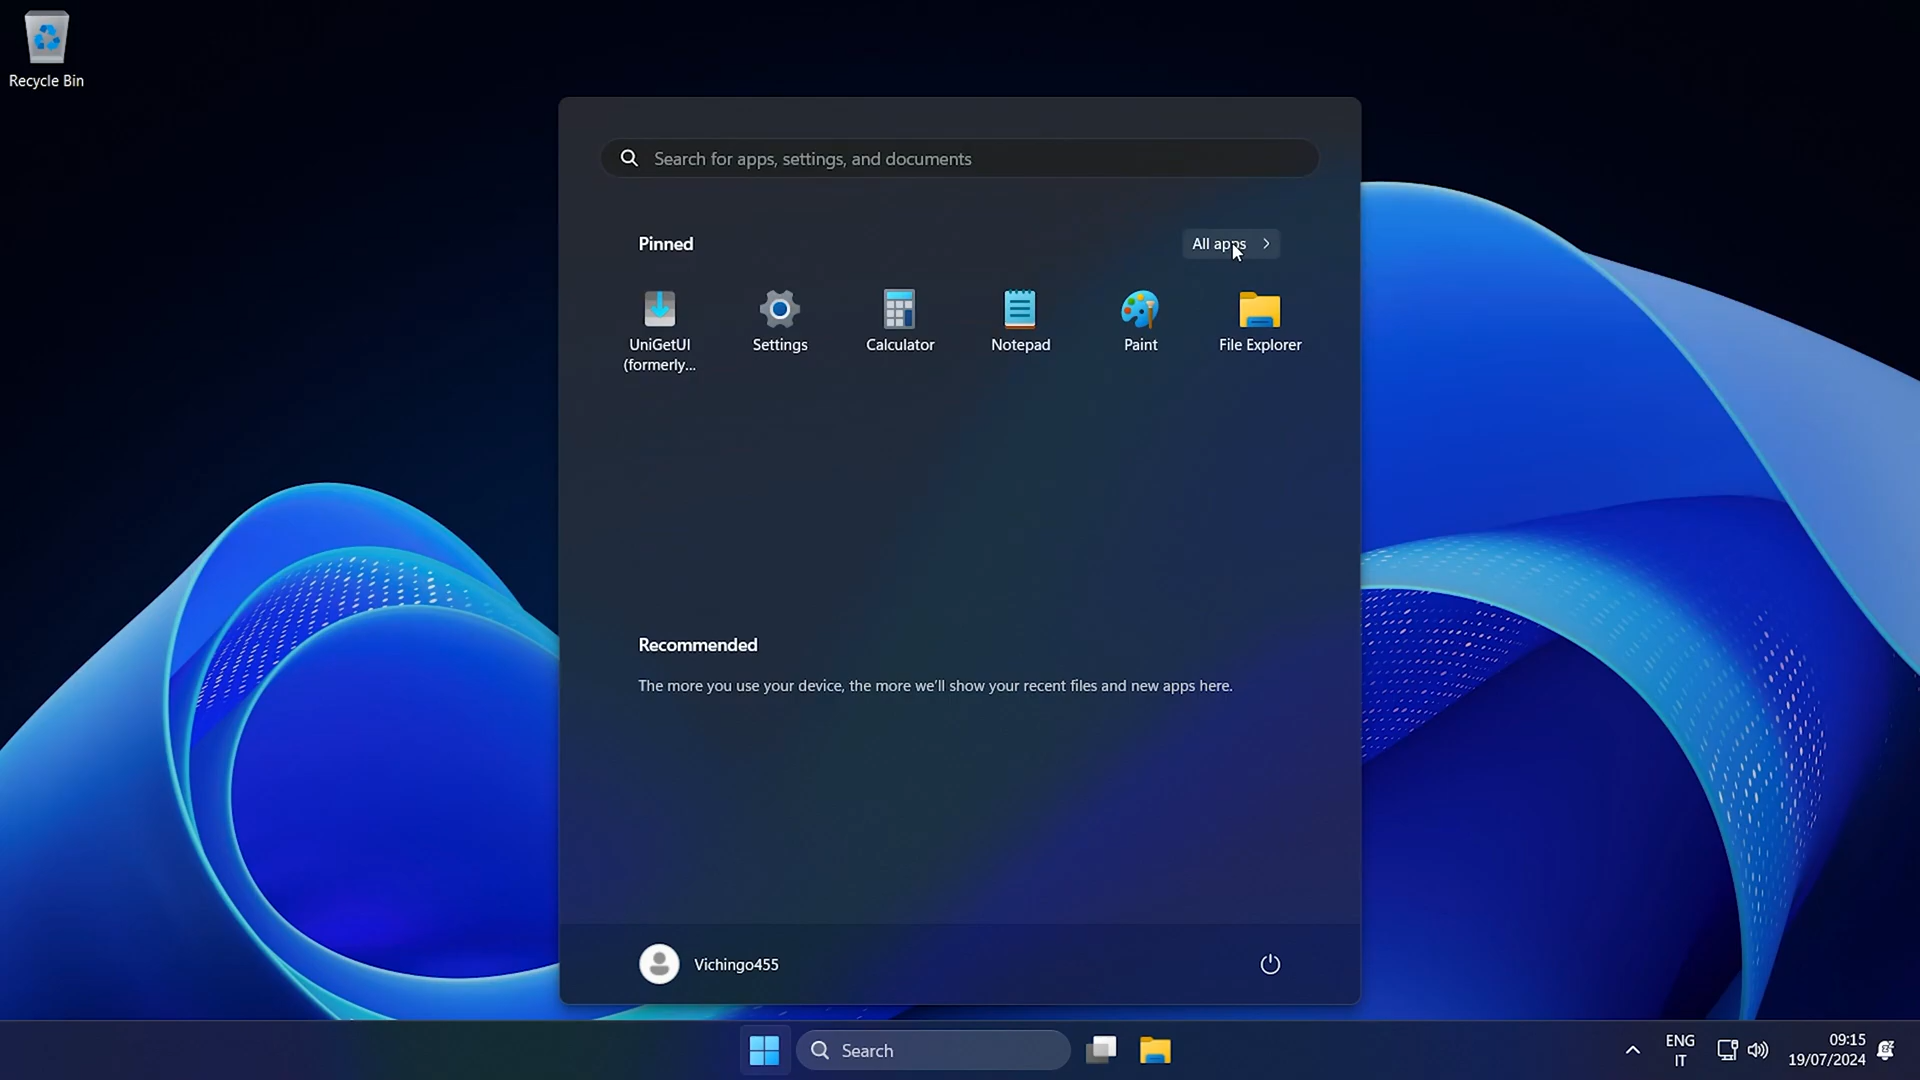 Recycle Bin
Search for apps, settings, and documents
Pinned
All apps
UniGetUI
(formerly...
Settings
Calculator
Notepad
Paint
File Explorer
Recommended
The more you use your device, the more we'll show your recent files and new apps here.
Vichingo455
Search
ENG
IT
09:15
19/07/2024